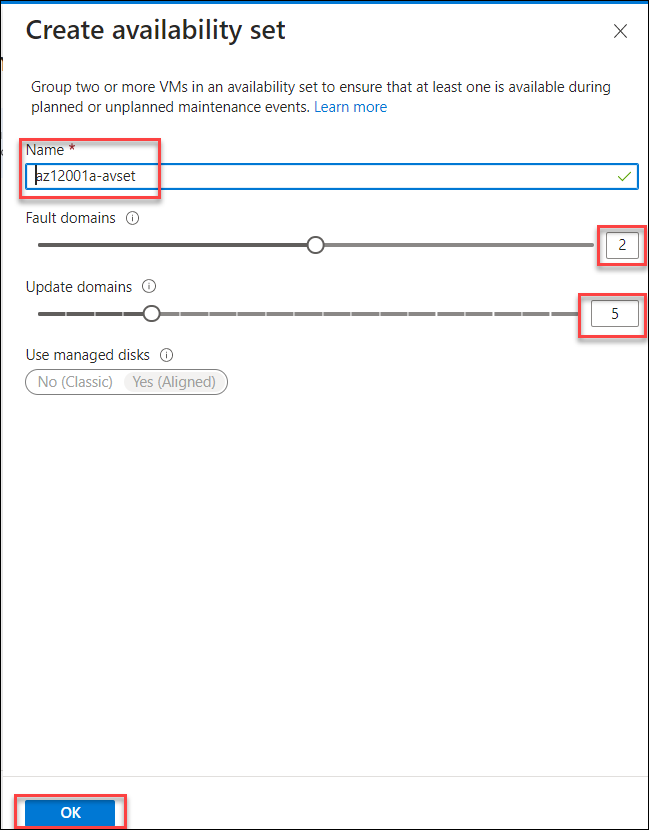 Create availability set
Group two or more VMs in an availability set to ensure that at least one is available during
planned or unplanned maintenance events. Learn more
Name *
az12001a-avset
Fault domains
2
Update domains
5
Use managed disks
No (Classic) Yes (Aligned)
OK